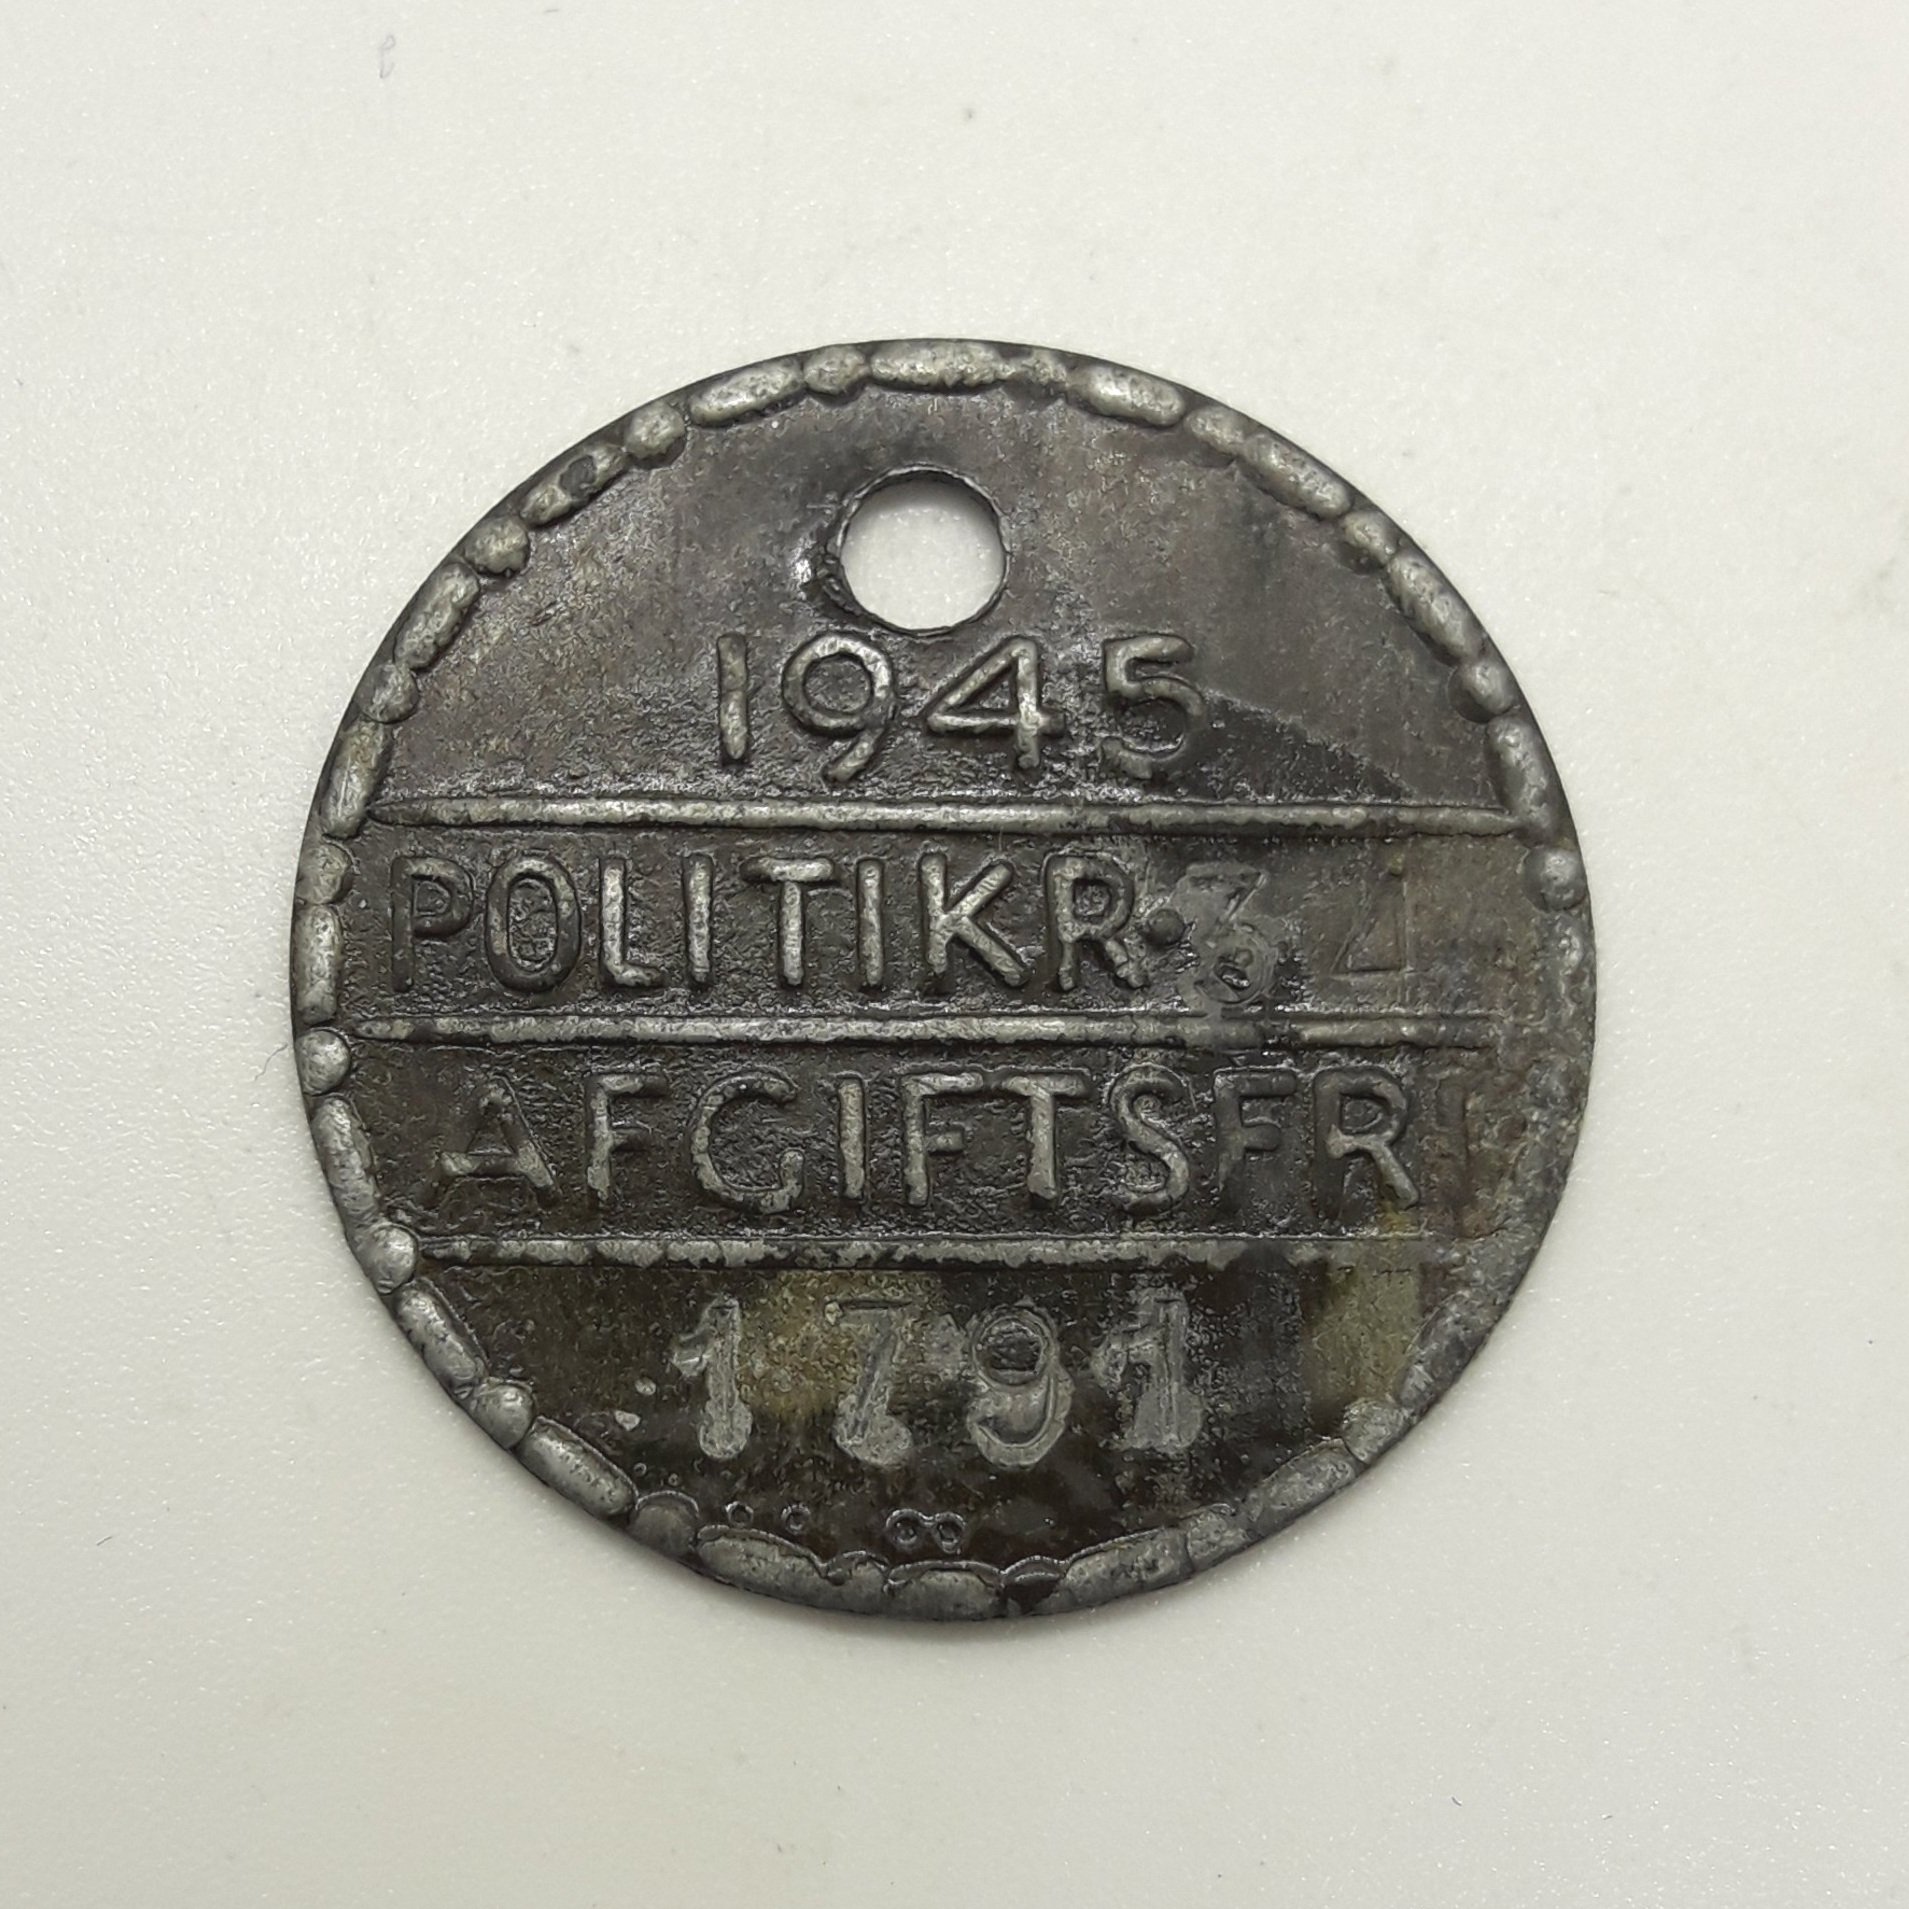 1945
POLITIKR. 34
AFGIFTSFRI
1791